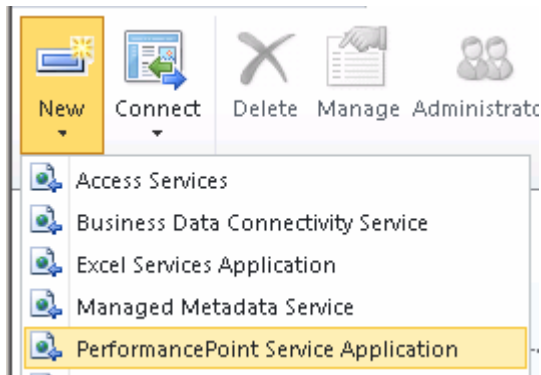 New Connect Delete Manage Administrato
Access Services
Business Data Connectivity Service
Excel Services Application
Managed Metadata Service
PerformancePoint Service Application